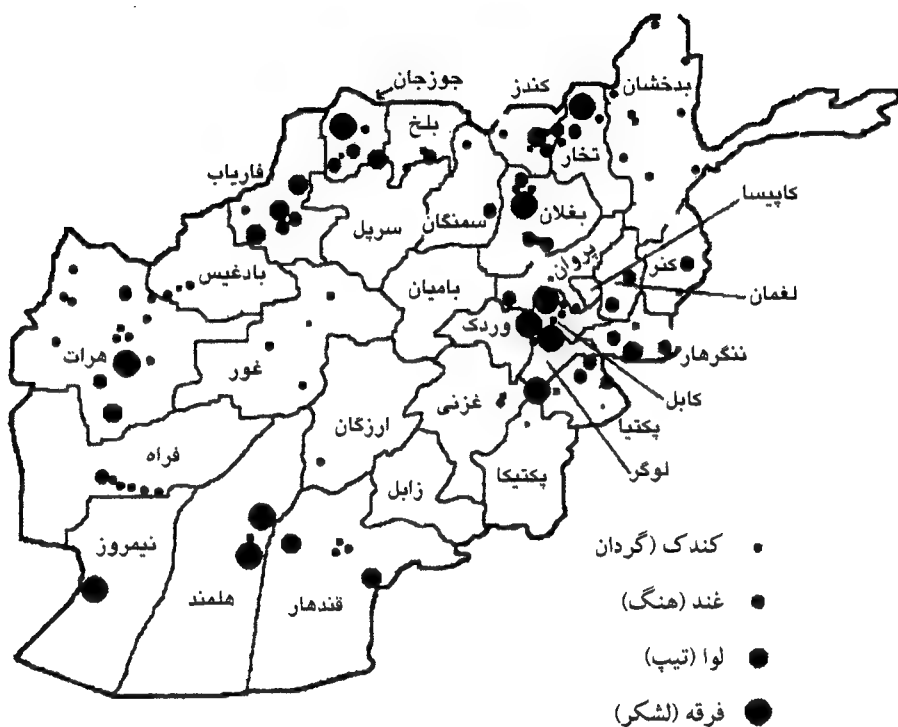 بدخشان
کندز
جوزجان
بلخ
تخار
فاریاب
کاپیسا
بغلان
سمنگان
سرپل
پروان
کنر
بادغیس
بامیان
لغمان
وردک
ننگرهار
هرات
غور
کابل
غزنی
پکتیا
ارزگان
فراه
لوگر
پکتیکا
زابل
نیمروز
هلمند
قندهار
کندک (گردان
غند (هنگ)
لوا (تیپ)
فرقه (لشکر)